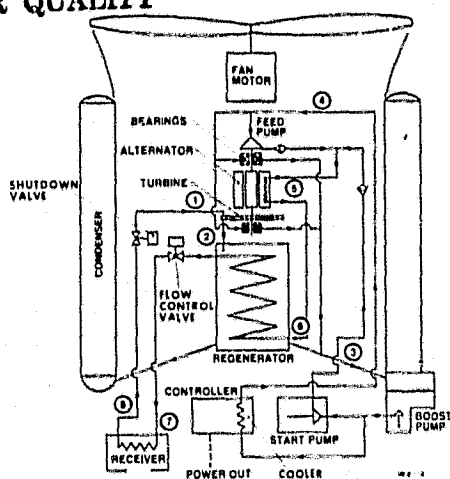 R QUALITY
FAN
MOTOR
④
FEED
PUMP
BEARINGS
ALTERNATOR
TURBINE
SHUTDOWN
VALVE
CONDENSER
①
②
⑤
FLOW
CONTROL
VALVE
⑥
REGENERATOR
③
CONTROLLER
START PUMP
BOOST
PUMP
⑧
⑦
RECEIVER
POWER OUT
COOLER